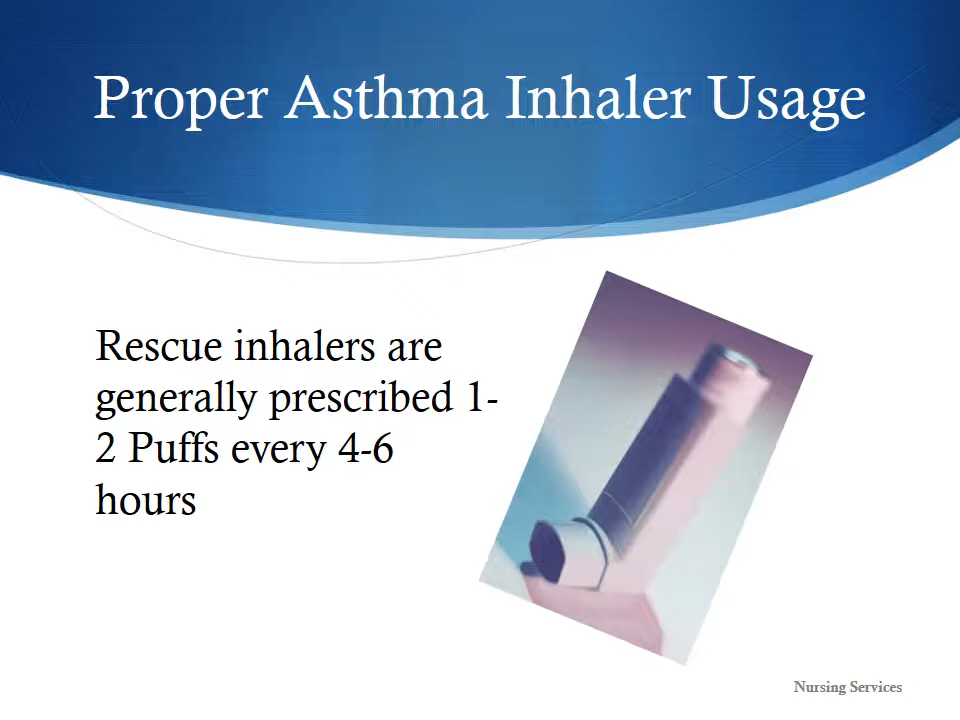 Proper Asthma Inhaler Usage
Rescue inhalers are
generally prescribed 1-
2 Puffs every 4-6
hours
Nursing Services